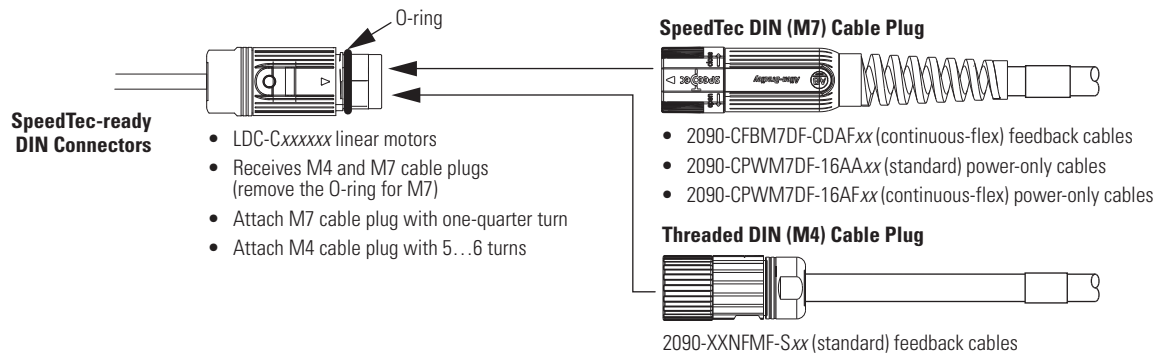 O-ring
SpeedTec DIN (M7) Cable Plug
SpeedTec-ready
DIN Connectors
• LDC-Cxxxxxx linear motors
• Receives M4 and M7 cable plugs
(remove the O-ring for M7)
• Attach M7 cable plug with one-quarter turn
• Attach M4 cable plug with 5…6 turns
Allen-Bradley
AB
• 2090-CFBM7DF-CDAFxx (continuous-flex) feedback cables
• 2090-CPWM7DF-16AAxx (standard) power-only cables
• 2090-CPWM7DF-16AFxx (continuous-flex) power-only cables
Threaded DIN (M4) Cable Plug
2090-XXNFMF-Sxx (standard) feedback cables